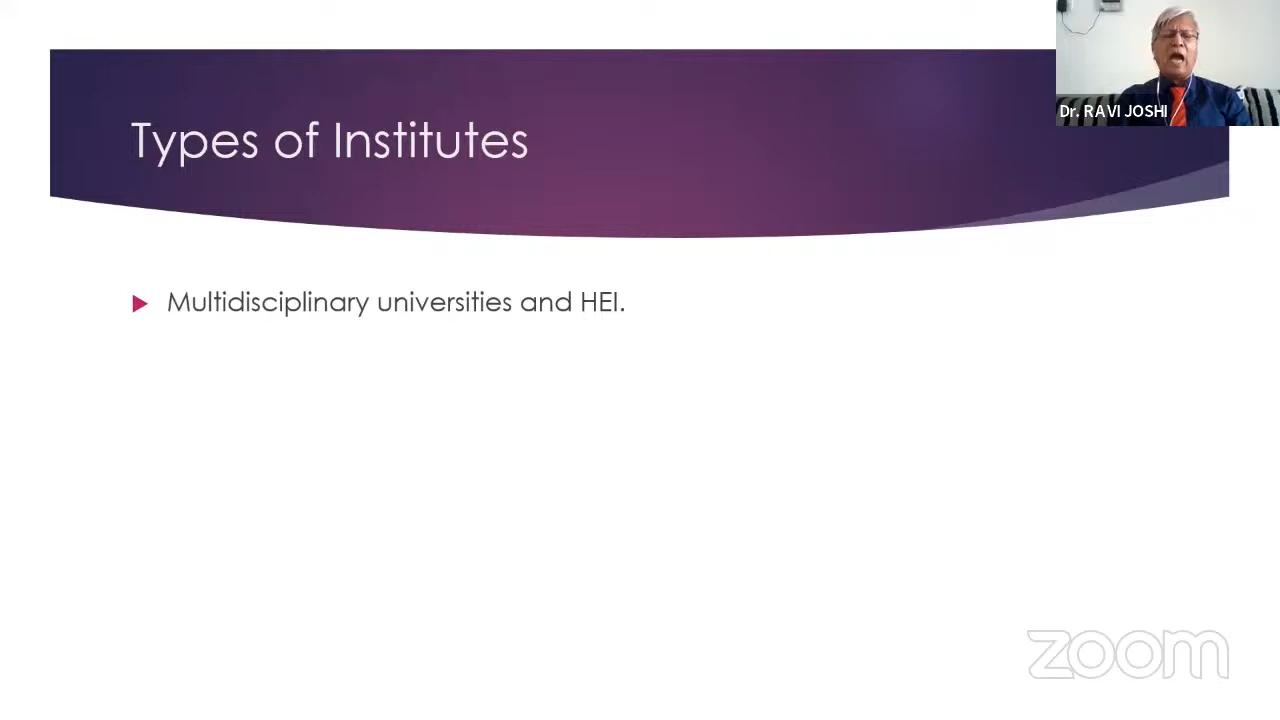 Dr. RAVI JOSHI
Types of Institutes
Multidisciplinary universities and HEI.
zoom